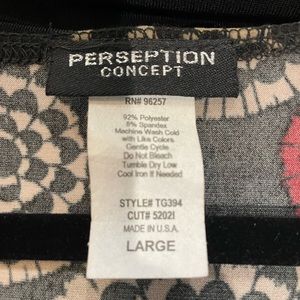 PERSEPTION
CONCEPT
RN# 96257
92% Polyester
8% Spandex
Machine Wash Cold
with Like Colors
Gentle Cycle
Do Not Bleach
Tumble Dry Low
Cool Iron If Needed
STYLE# TG394
CUT# 5202I
MADE IN U.S.A.
LARGE